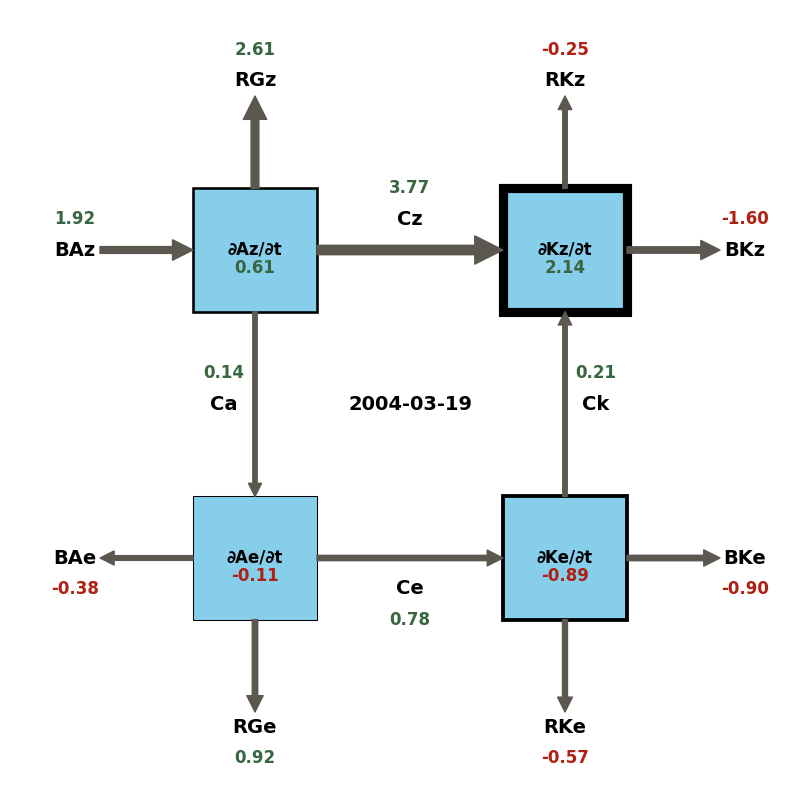 2.61
RGz
-0.25
RKz
1.92
BAz
∂Az/∂t
0.61
3.77
Cz
∂Kz/∂t
2.14
-1.60
BKz
0.14
Ca
2004-03-19
0.21
Ck
BAe
-0.38
∂Ae/∂t
-0.11
Ce
0.78
∂Ke/∂t
-0.89
BKe
-0.90
RGe
0.92
RKe
-0.57